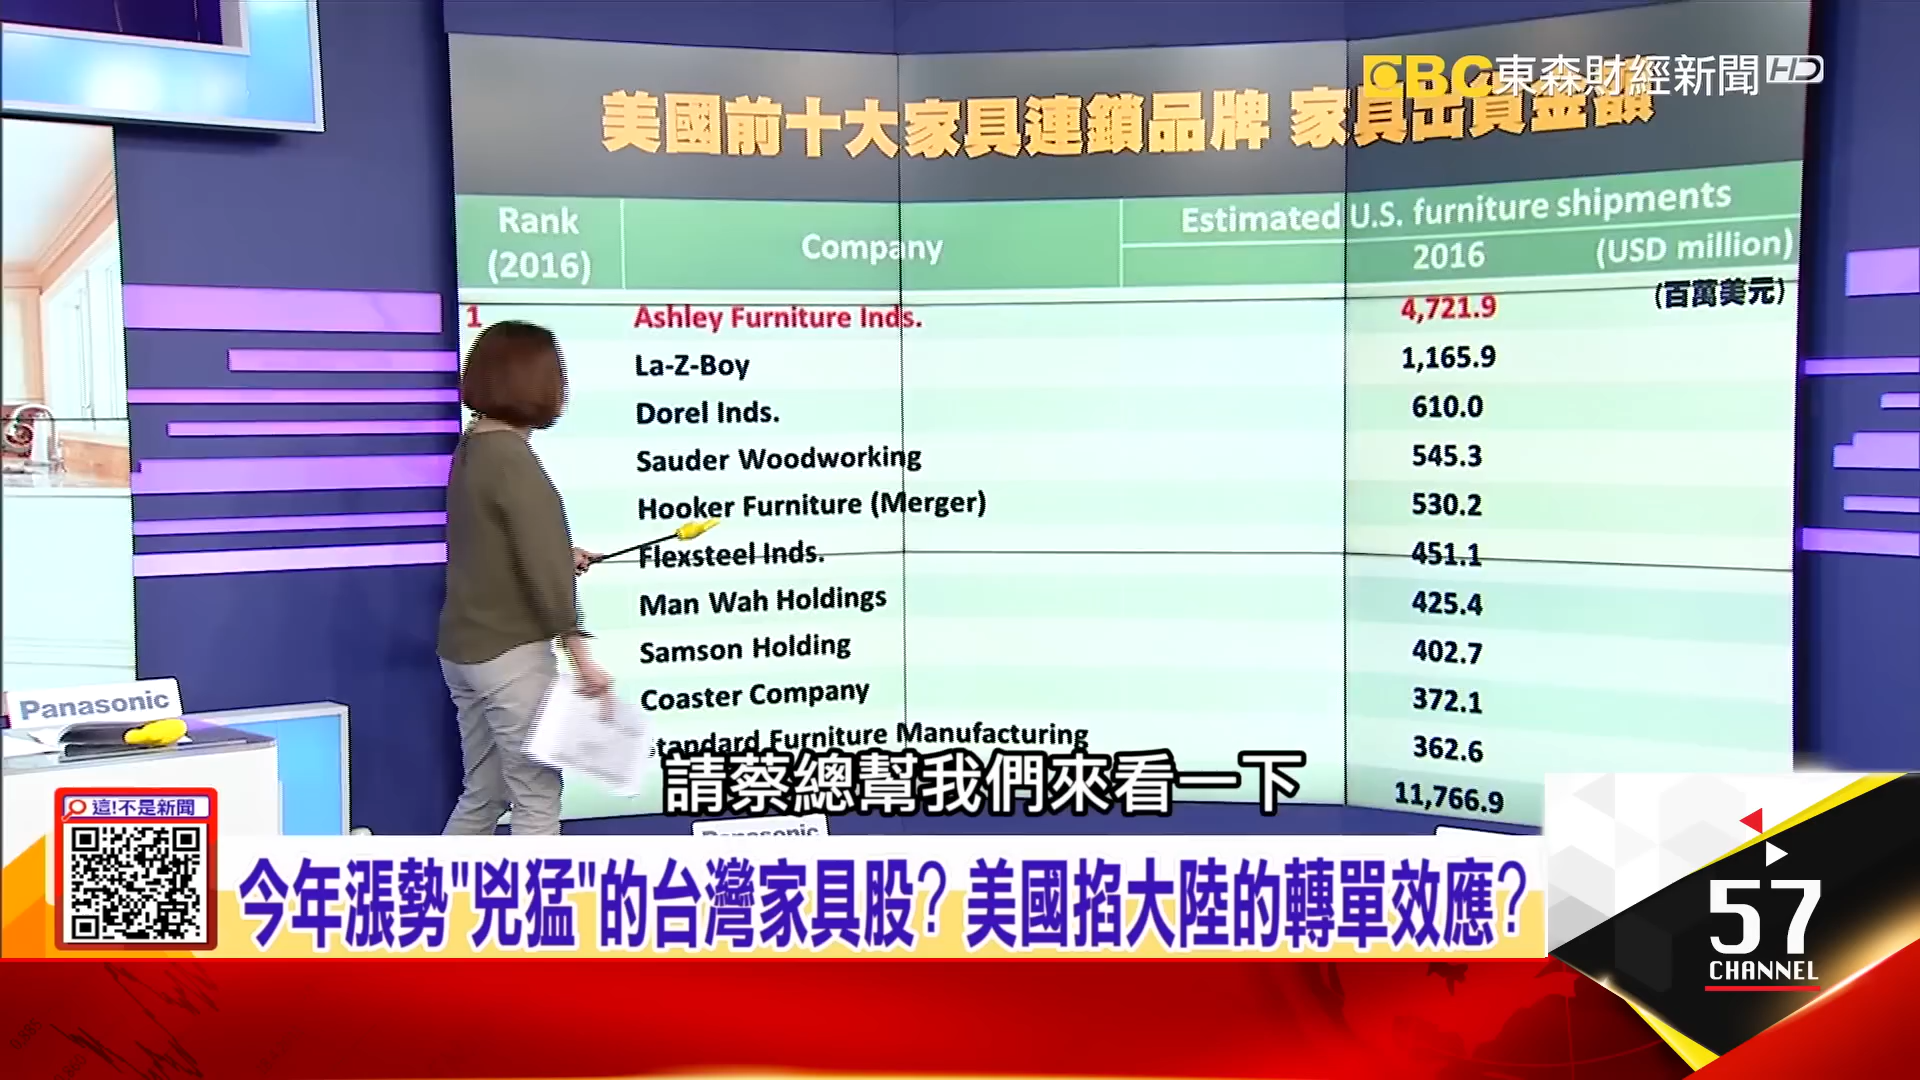 EBC 東森財經新聞 HD
美國前十大家具連鎖品牌 家具出貨金額
Rank (2016)
Company
Estimated U.S. furniture shipments
2016 (USD million)
(百萬美元)
1 Ashley Furniture Inds. 4,721.9
La-Z-Boy 1,165.9
Dorel Inds. 610.0
Sauder Woodworking 545.3
Hooker Furniture (Merger) 530.2
Flexsteel Inds. 451.1
Man Wah Holdings 425.4
Samson Holding 402.7
Coaster Company 372.1
Standard Furniture Manufacturing 362.6
11,766.9
Panasonic
Panasonic
請蔡總幫我們來看一下
這!不是新聞
今年漲勢"兇猛"的台灣家具股? 美國掐大陸的轉單效應?
57
CHANNEL